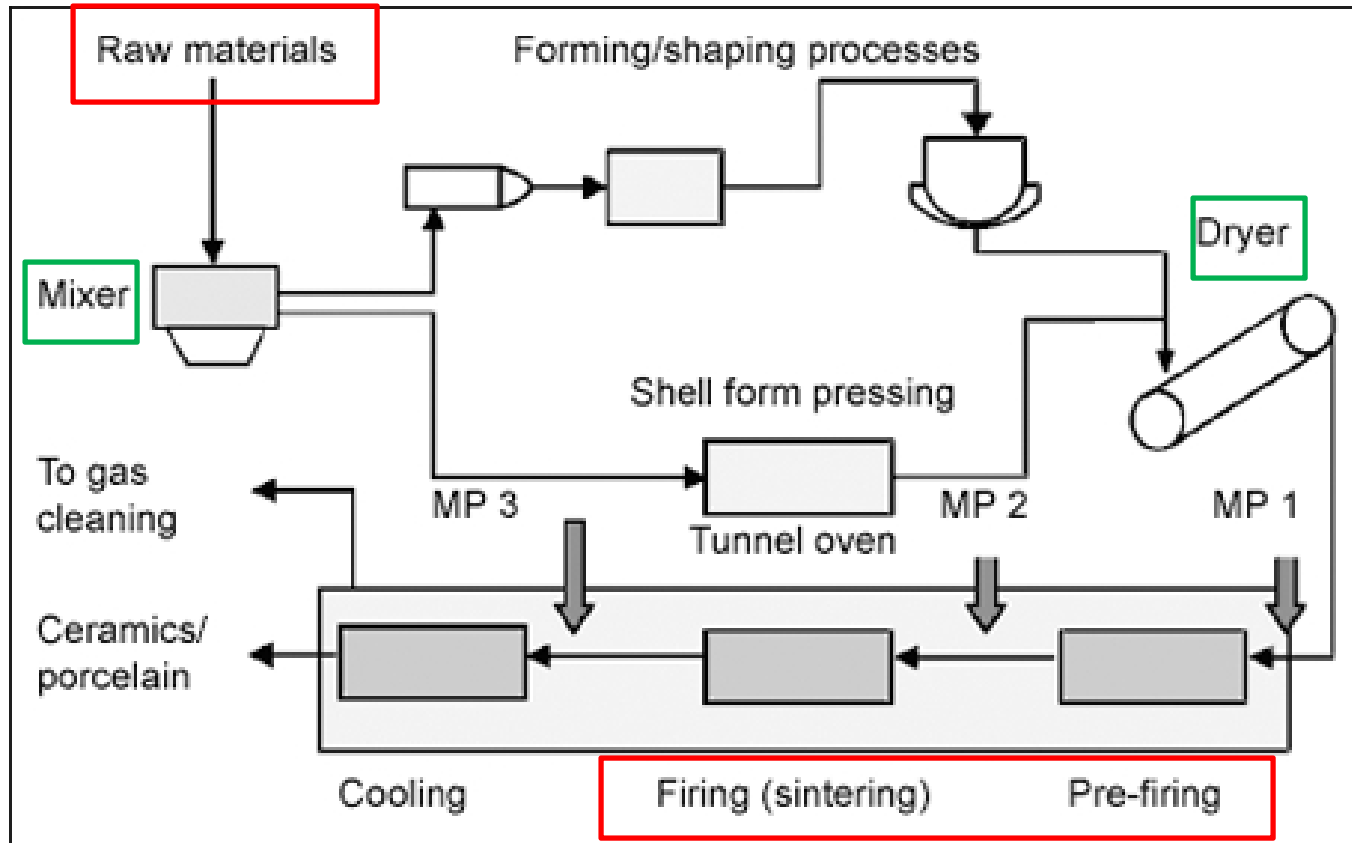 Raw materials
Forming/shaping processes
Mixer
Dryer
Shell form pressing
To gas
cleaning
MP 3
MP 2
MP 1
Tunnel oven
Ceramics/
porcelain
Cooling
Firing (sintering)
Pre-firing